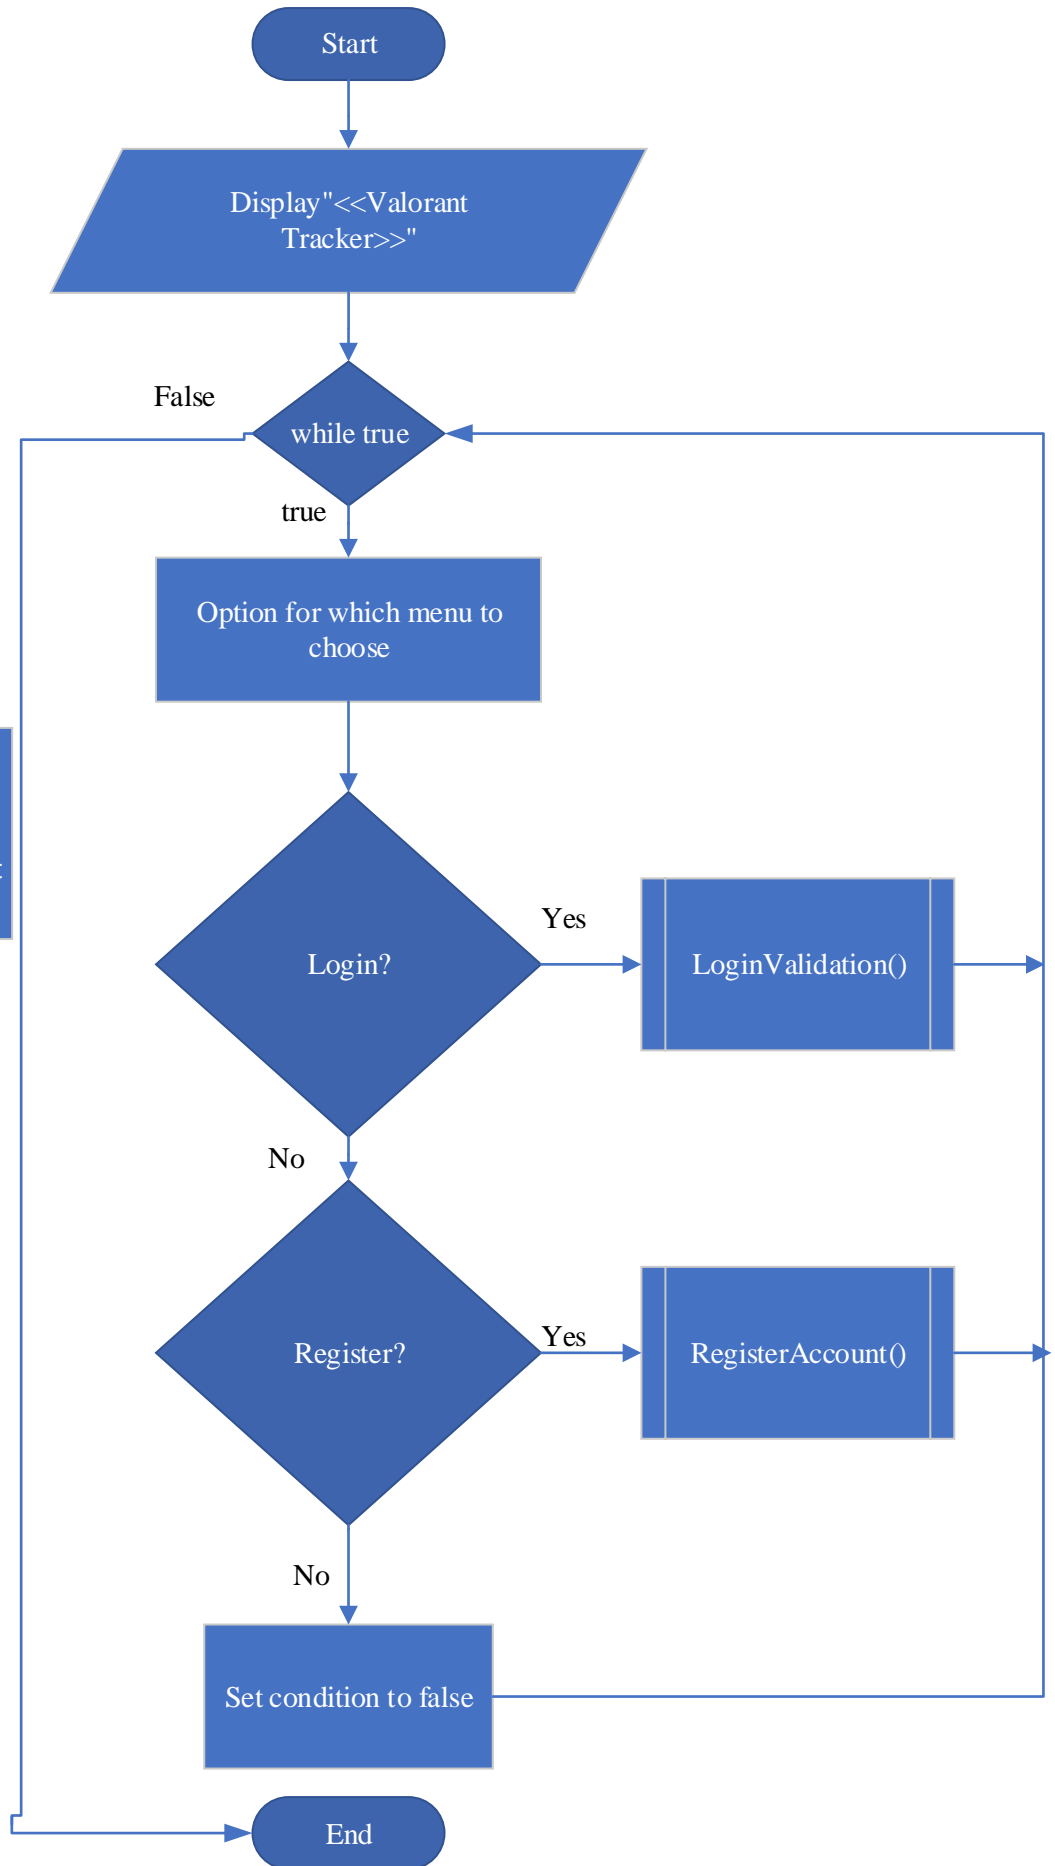 Start
Display"<<Valorant
Tracker>>"
False
while true
true
Option for which menu to
choose
Login?
Yes
LoginValidation()
No
Register?
Yes
RegisterAccount()
No
Set condition to false
End